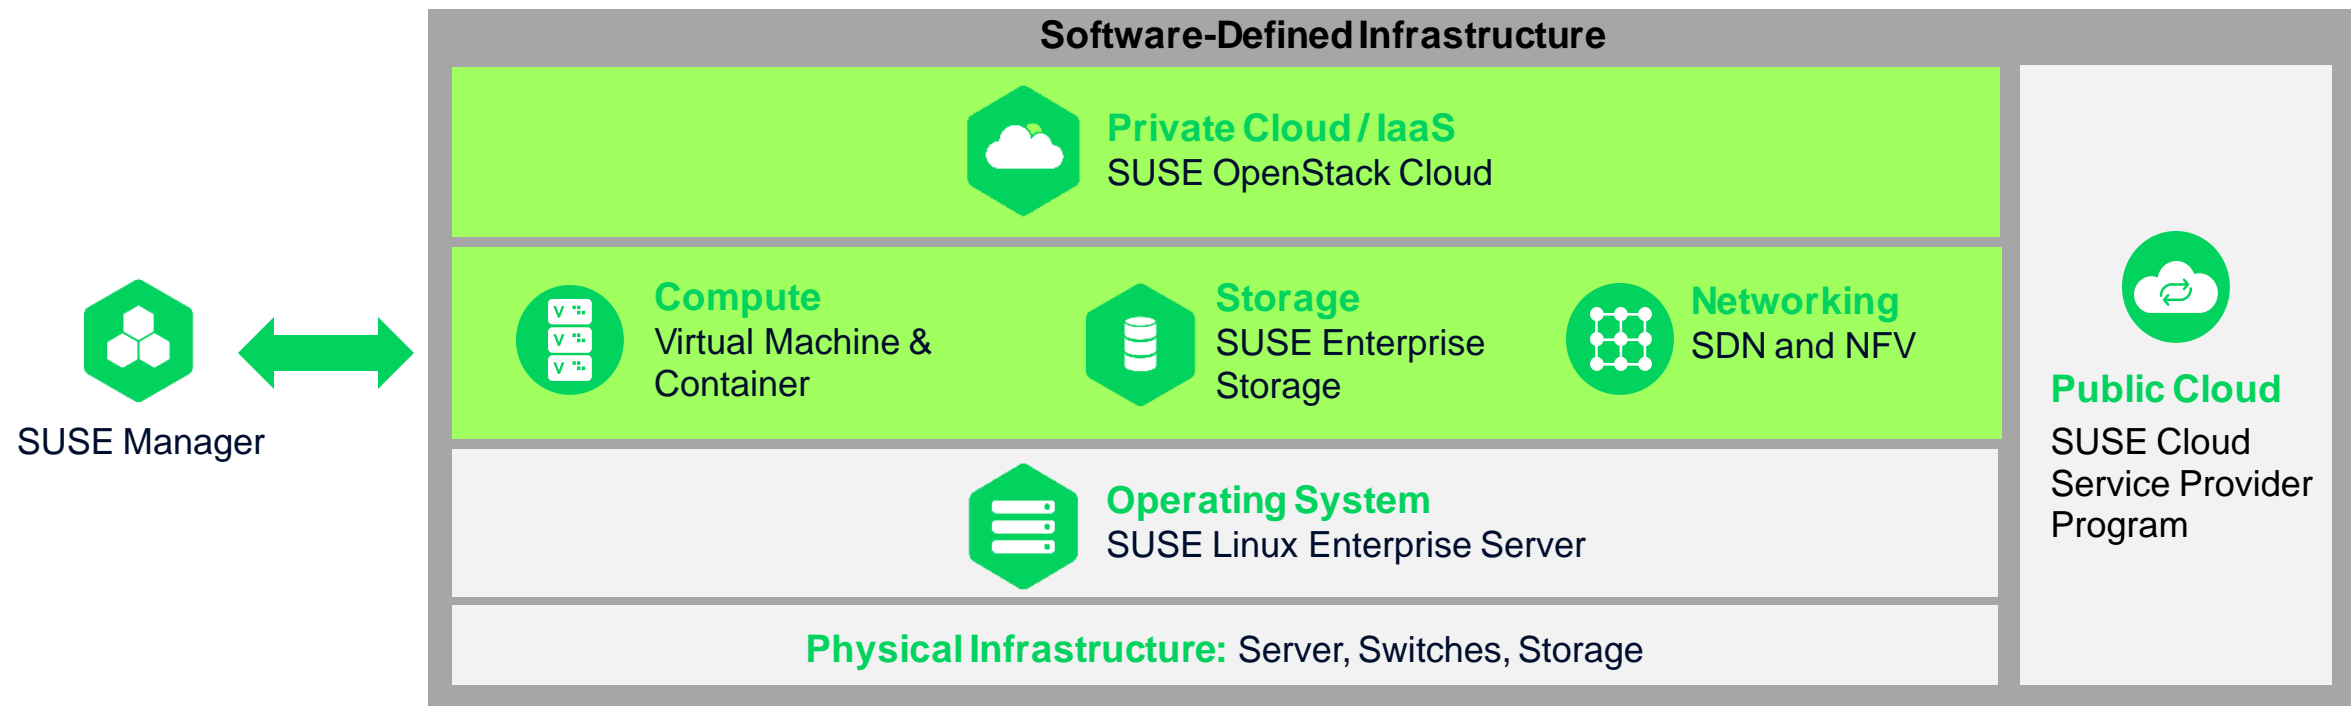 Software-Defined Infrastructure
Private Cloud / IaaS
SUSE OpenStack Cloud
Compute
Virtual Machine &
Container
Storage
SUSE Enterprise
Storage
Networking
SDN and NFV
SUSE Manager
Operating System
SUSE Linux Enterprise Server
Physical Infrastructure: Server, Switches, Storage
Public Cloud
SUSE Cloud
Service Provider
Program
V
V
V